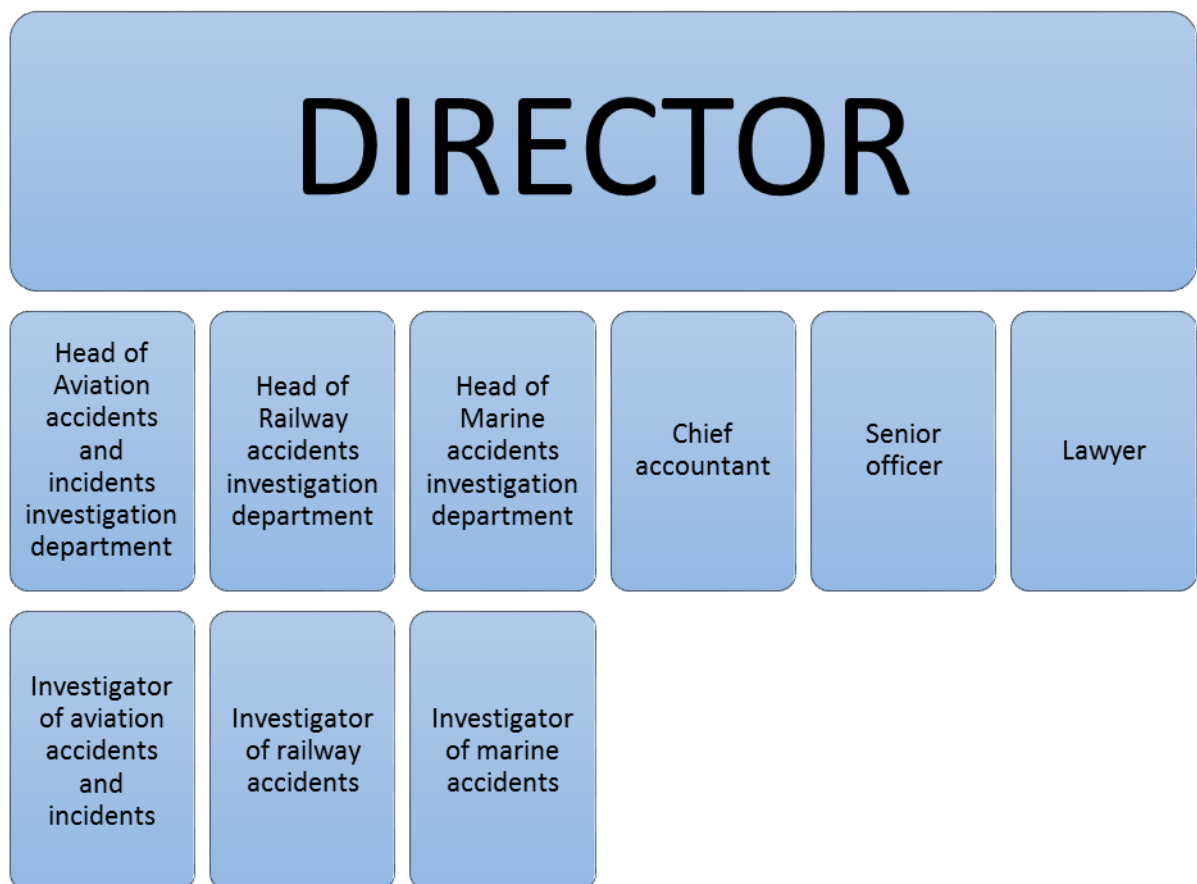 DIRECTOR
Head of
Aviation
accidents
and
incidents
investigation
department
Head of
Railway
accidents
investigation
department
Head of
Marine
accidents
investigation
department
Chief
accountant
Senior
officer
Lawyer
Investigator
of aviation
accidents
and
incidents
Investigator
of railway
accidents
Investigator
of marine
accidents